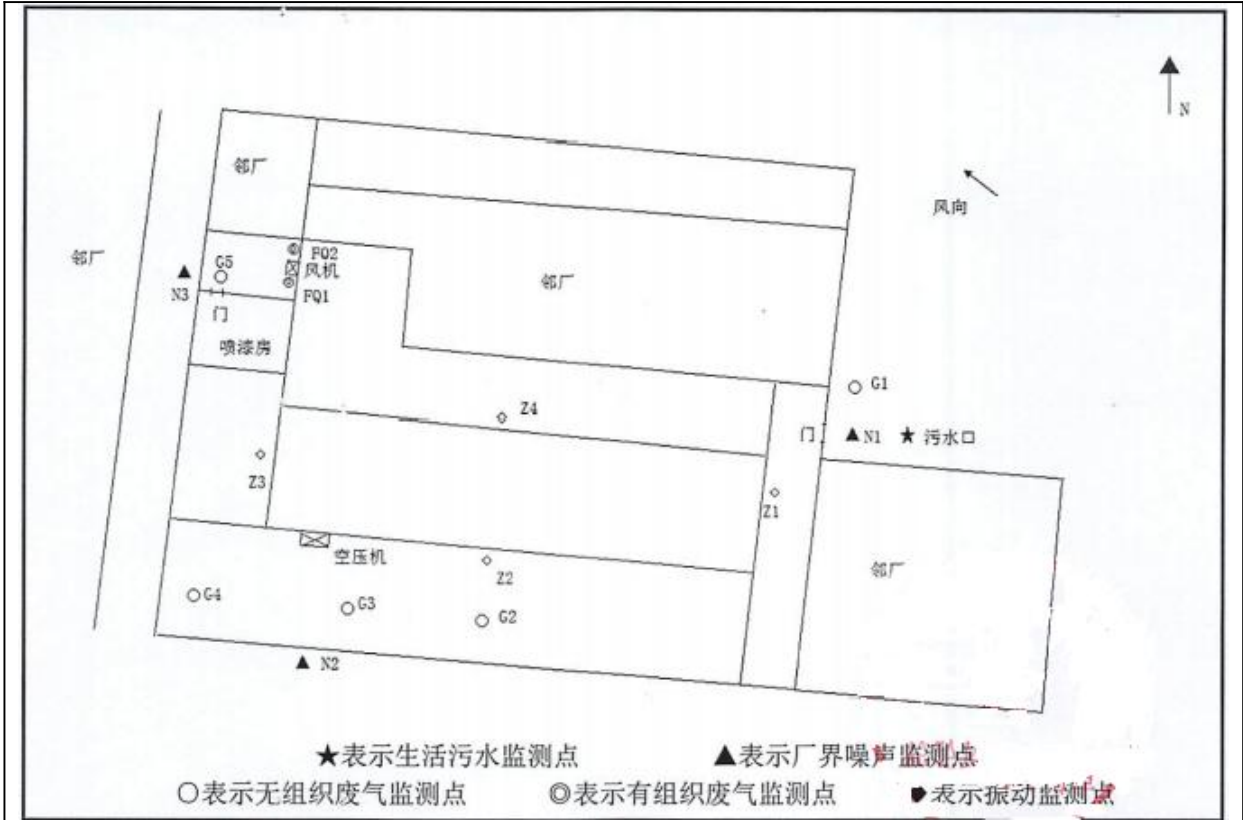 N
邻厂
风向
邻厂
G5
FQ2
风机
邻厂
N3
FQ1
门
喷漆房
G1
Z4
门
N1
污水口
Z3
Z1
空压机
Z2
邻厂
G4
G3
G2
N2
★表示生活污水监测点 ▲表示厂界噪声监测点
○表示无组织废气监测点 ◎表示有组织废气监测点 ◆表示振动监测点